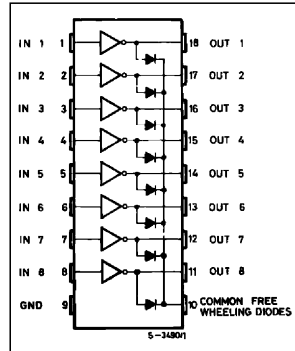 IN 1 1 18 OUT 1
IN 2 2 17 OUT 2
IN 3 3 16 OUT 3
IN 4 4 15 OUT 4
IN 5 5 14 OUT 5
IN 6 6 13 OUT 6
IN 7 7 12 OUT 7
IN 8 8 11 OUT 8
GND 9 10 COMMON FREE
WHEELING DIODES
5-3490/1